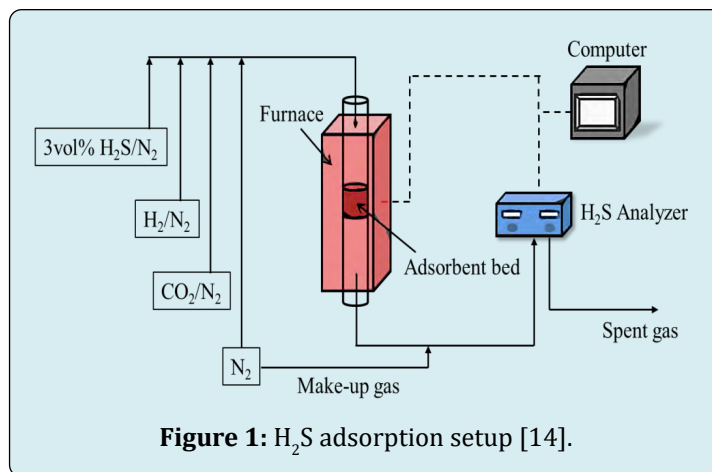 Computer
Furnace
3vol% H₂S/N₂
H₂/N₂
H₂S Analyzer
Adsorbent bed
CO₂/N₂
Spent gas
N₂
Make-up gas
Figure 1: H₂S adsorption setup [14].